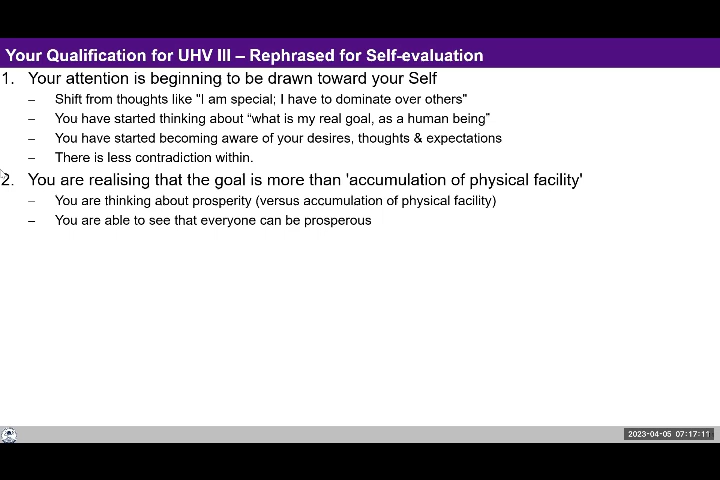 Your Qualification for UHV III – Rephrased for Self-evaluation
1. Your attention is beginning to be drawn toward your Self
– Shift from thoughts like "I am special; I have to dominate over others"
– You have started thinking about “what is my real goal, as a human being”
– You have started becoming aware of your desires, thoughts & expectations
– There is less contradiction within.
2. You are realising that the goal is more than 'accumulation of physical facility'
– You are thinking about prosperity (versus accumulation of physical facility)
– You are able to see that everyone can be prosperous
2023-04-05 07:17:11